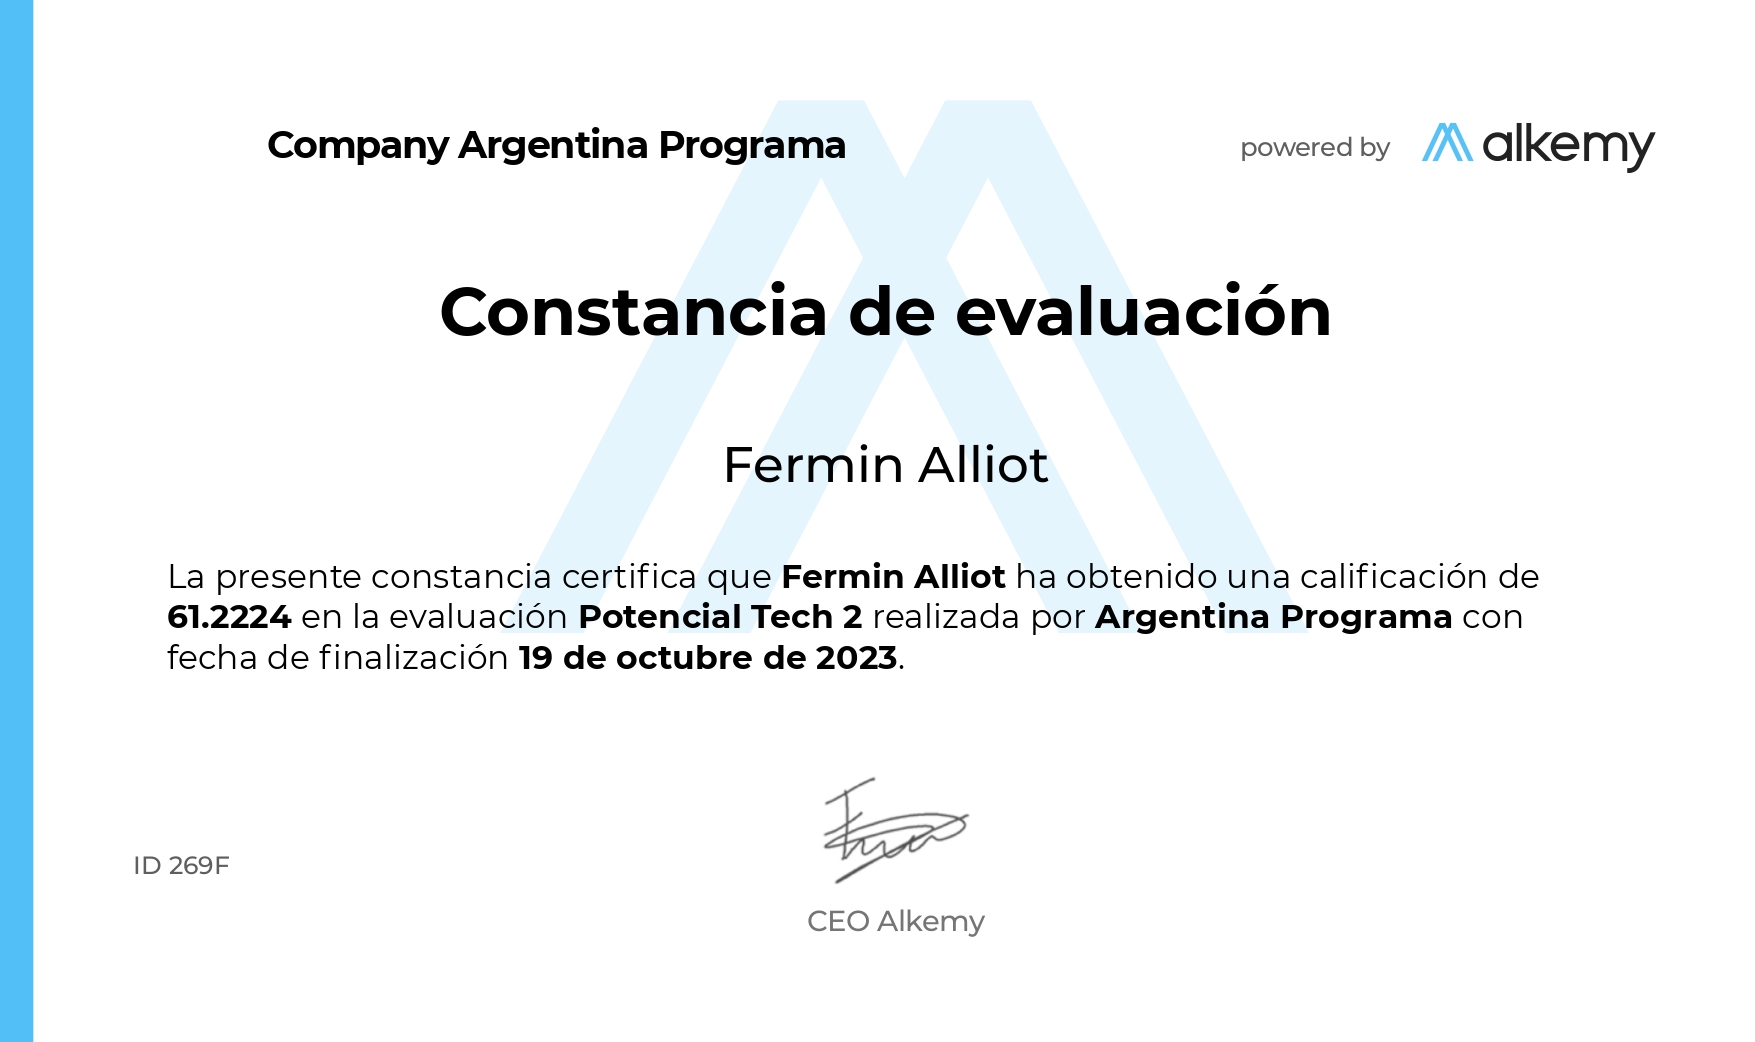 Company Argentina Programa
powered by alkemy
Constancia de evaluación
Fermin Alliot
La presente constancia certifica que Fermin Alliot ha obtenido una calificación de
61.2224 en la evaluación Potencial Tech 2 realizada por Argentina Programa con
fecha de finalización 19 de octubre de 2023.
ID 269F
CEO Alkemy